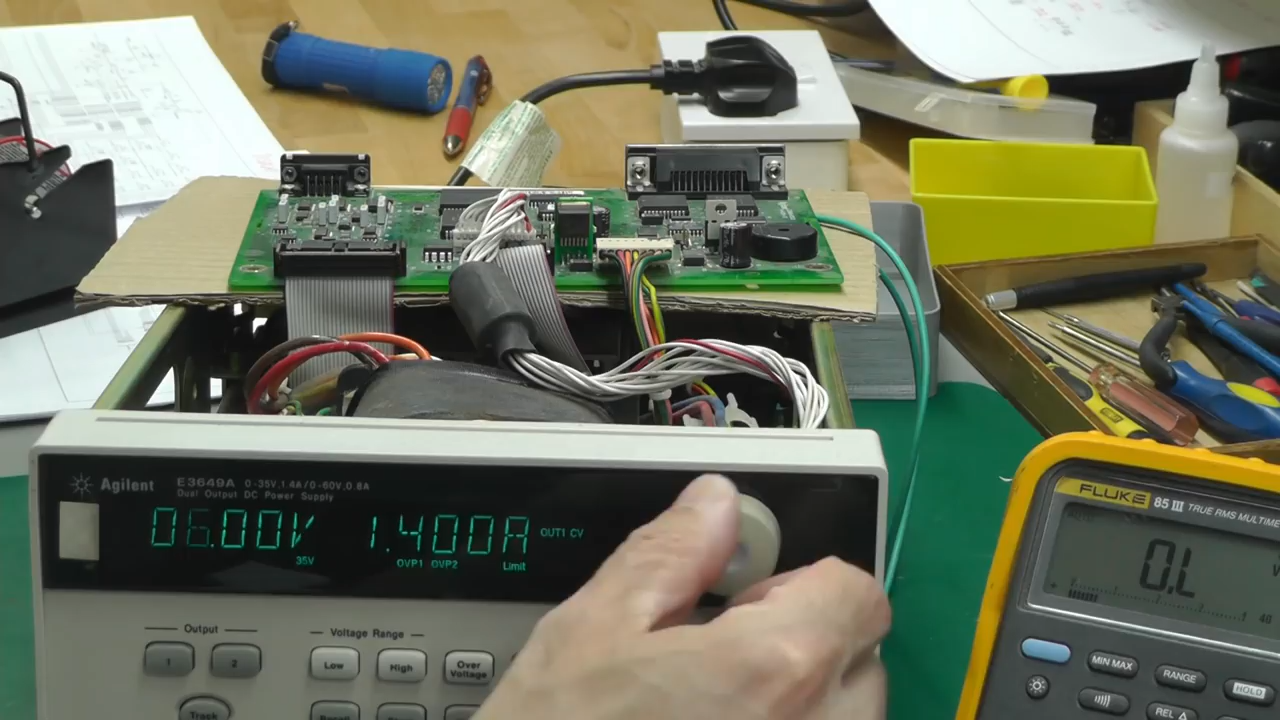 Agilent E3649A 0-35V,1.4A/0-60V,0.8A
Dual Output DC Power Supply
06.00V 1.400A OUT1 CV
35V OVP1 OVP2 Limit
Output Voltage Range
1 2 Low High Over Voltage
Track
FLUKE 85 III TRUE RMS
0.L
40
MIN MAX
RANGE
HOLD
REL Δ